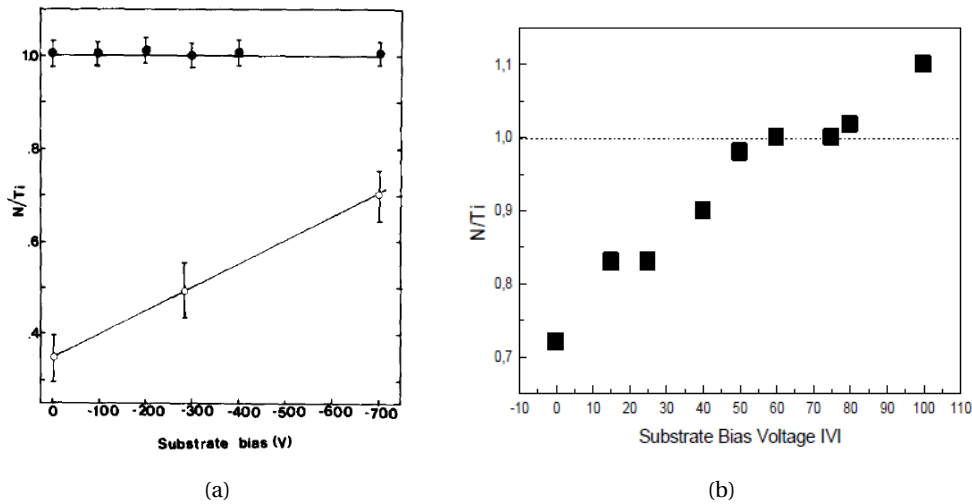 1.0
.8
.6
.4
N/Ti
0 -100 -200 -300 -400 -500 -600 -700
Substrate bias (V)
(a)
1,1
1,0
0,9
0,8
0,7
N/Ti
-10 0 10 20 30 40 50 60 70 80 90 100 110
Substrate Bias Voltage IVI
(b)